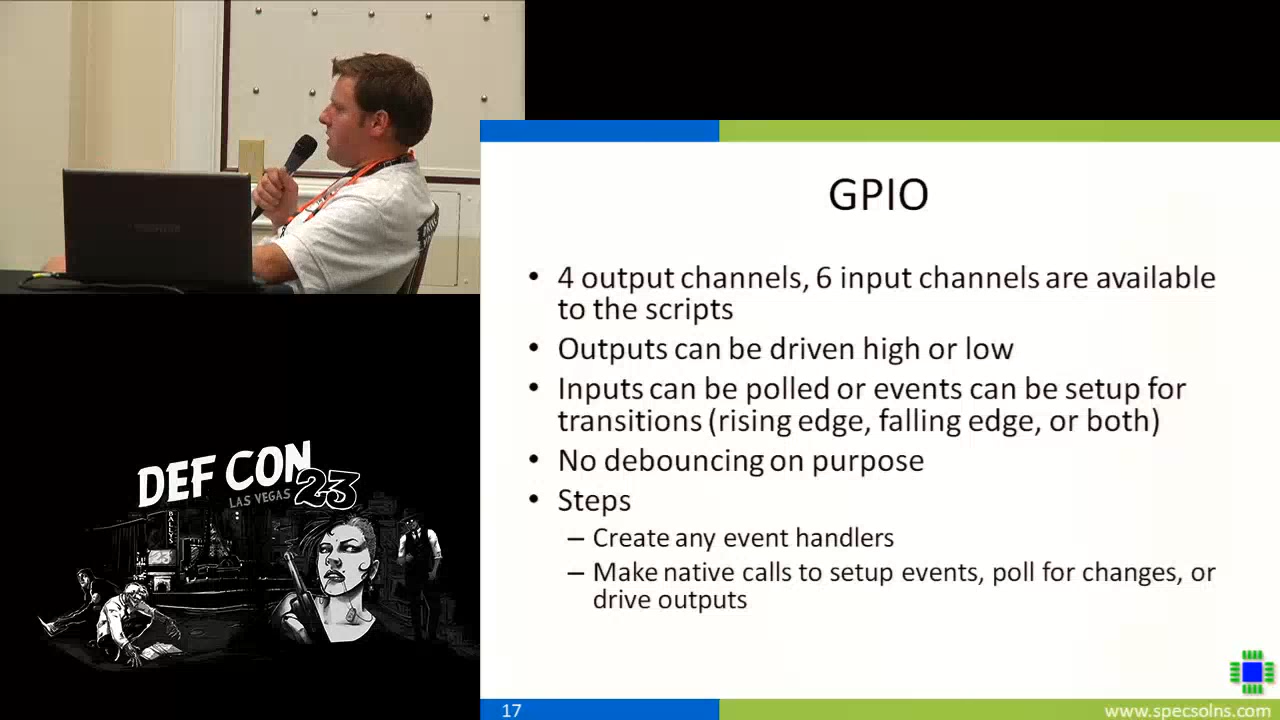 GPIO
• 4 output channels, 6 input channels are available
to the scripts
• Outputs can be driven high or low
• Inputs can be polled or events can be setup for
transitions (rising edge, falling edge, or both)
• No debouncing on purpose
• Steps
– Create any event handlers
– Make native calls to setup events, poll for changes, or
drive outputs
17
www.specsolns.com
DEF CON
LAS VEGAS 23
BALLYS